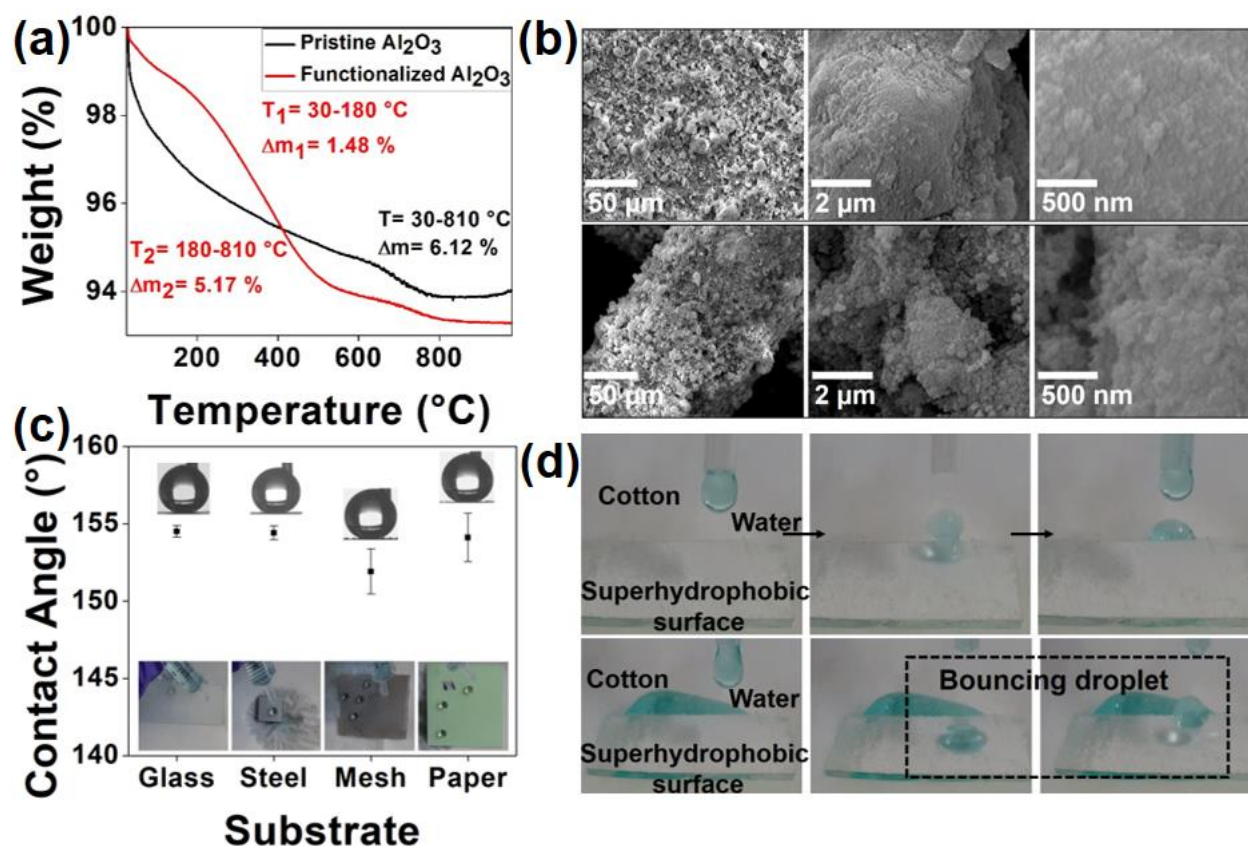 (a)
100
98
96
94
Weight (%)
Pristine Al₂O₃
Functionalized Al₂O₃
T₁= 30-180 °C
Δm₁= 1.48 %
T= 30-810 °C
Δm= 6.12 %
T₂= 180-810 °C
Δm₂= 5.17 %
200 400 600 800
Temperature (°C)
(b)
50 µm
2 µm
500 nm
50 µm
2 µm
500 nm
(c)
160
155
150
145
140
Contact Angle (°)
Glass Steel Mesh Paper
Substrate
(d)
Cotton
Water
Superhydrophobic
surface
Cotton
Water
Bouncing droplet
Superhydrophobic
surface